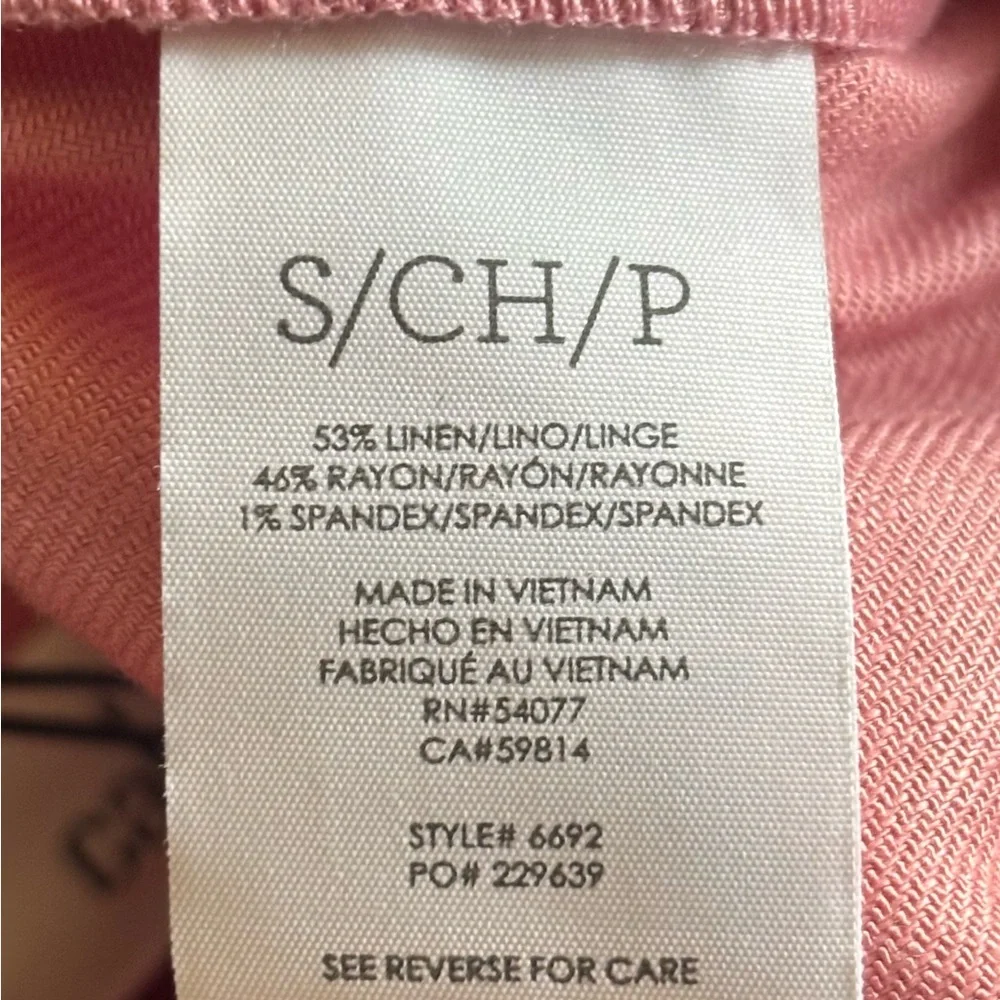 S/CH/P
53% LINEN/LINO/LINGE
46% RAYON/RAYÓN/RAYONNE
1% SPANDEX/SPANDEX/SPANDEX
MADE IN VIETNAM
HECHO EN VIETNAM
FABRIQUÉ AU VIETNAM
RN#54077
CA#59814
STYLE# 6692
PO# 229639
SEE REVERSE FOR CARE